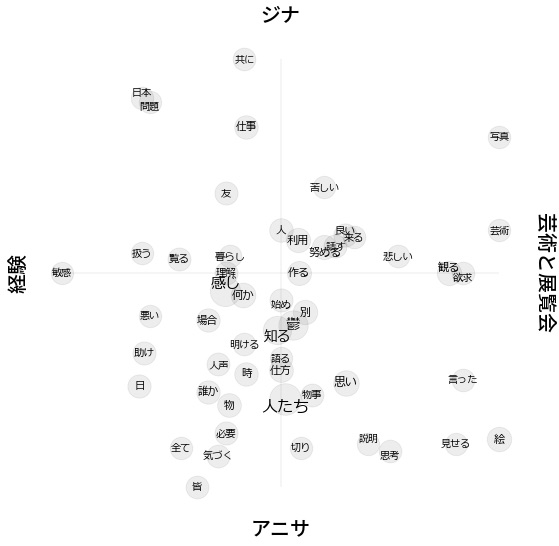 ジナ
共に
日本
問題
仕事
写真
友
苦しい
人
良い
芸術
利用
来る
話す
努める
扱う
覧る
暮らし
悲しい
経験
敏感
理解
作る
観る
欲求
芸術と展覧会
感じ
何か
始め
別
悪い
場合
鬱
知る
明ける
助け
人声
時
語る
仕方
日
誰か
思い
言った
物
人たち
物事
必要
説明
絵
見せる
全て
気づく
切り
思考
皆
アニサ